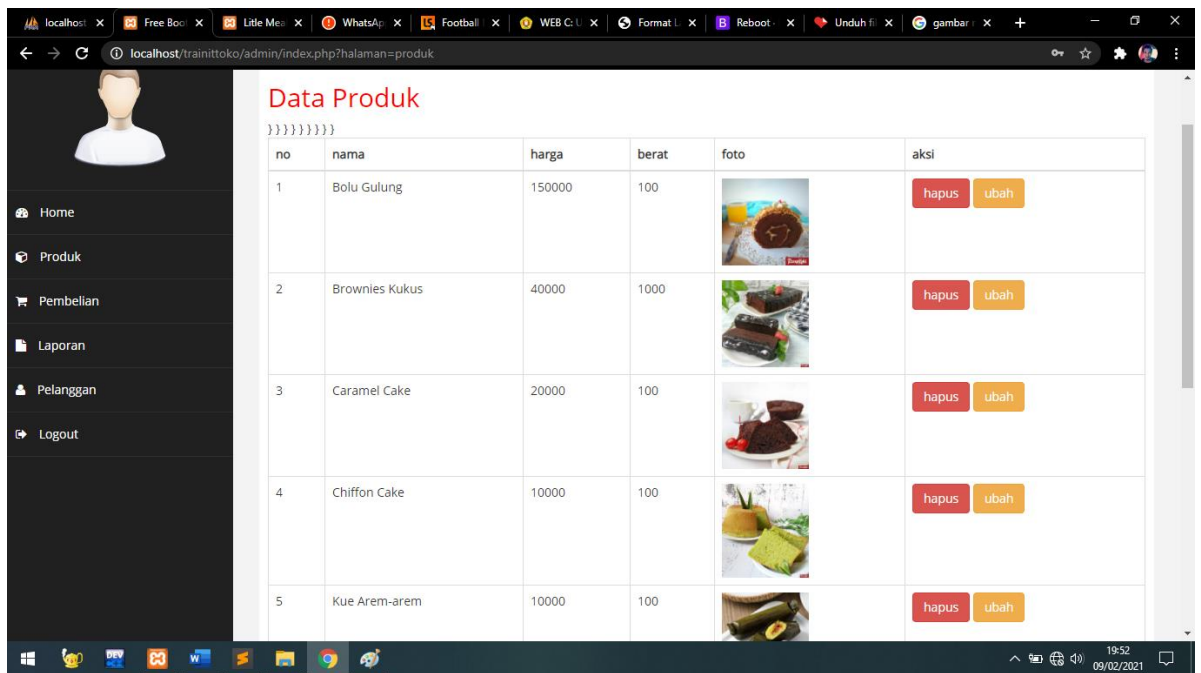 localhost
Free Boo
Litle Mea
WhatsAp
Football
WEB C: U
Format L
Reboot
Unduh fi
gambar r
localhost/trainittoko/admin/index.php?halaman=produk
Home
Produk
Pembelian
Laporan
Pelanggan
Logout
Data Produk
}}}}}}}}}
no nama harga berat foto aksi
1 Bolu Gulung 150000 100 hapus ubah
2 Brownies Kukus 40000 1000 hapus ubah
3 Caramel Cake 20000 100 hapus ubah
4 Chiffon Cake 10000 100 hapus ubah
5 Kue Arem-arem 10000 100 hapus ubah
DEV
19:52
09/02/2021